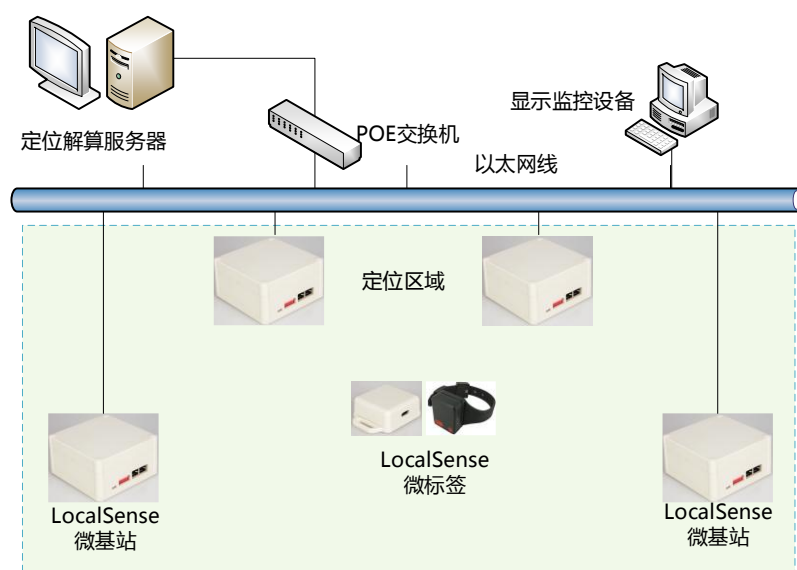 显示监控设备
定位解算服务器
POE交换机
以太网线
定位区域
LocalSense
微标签
LocalSense
微基站
LocalSense
微基站